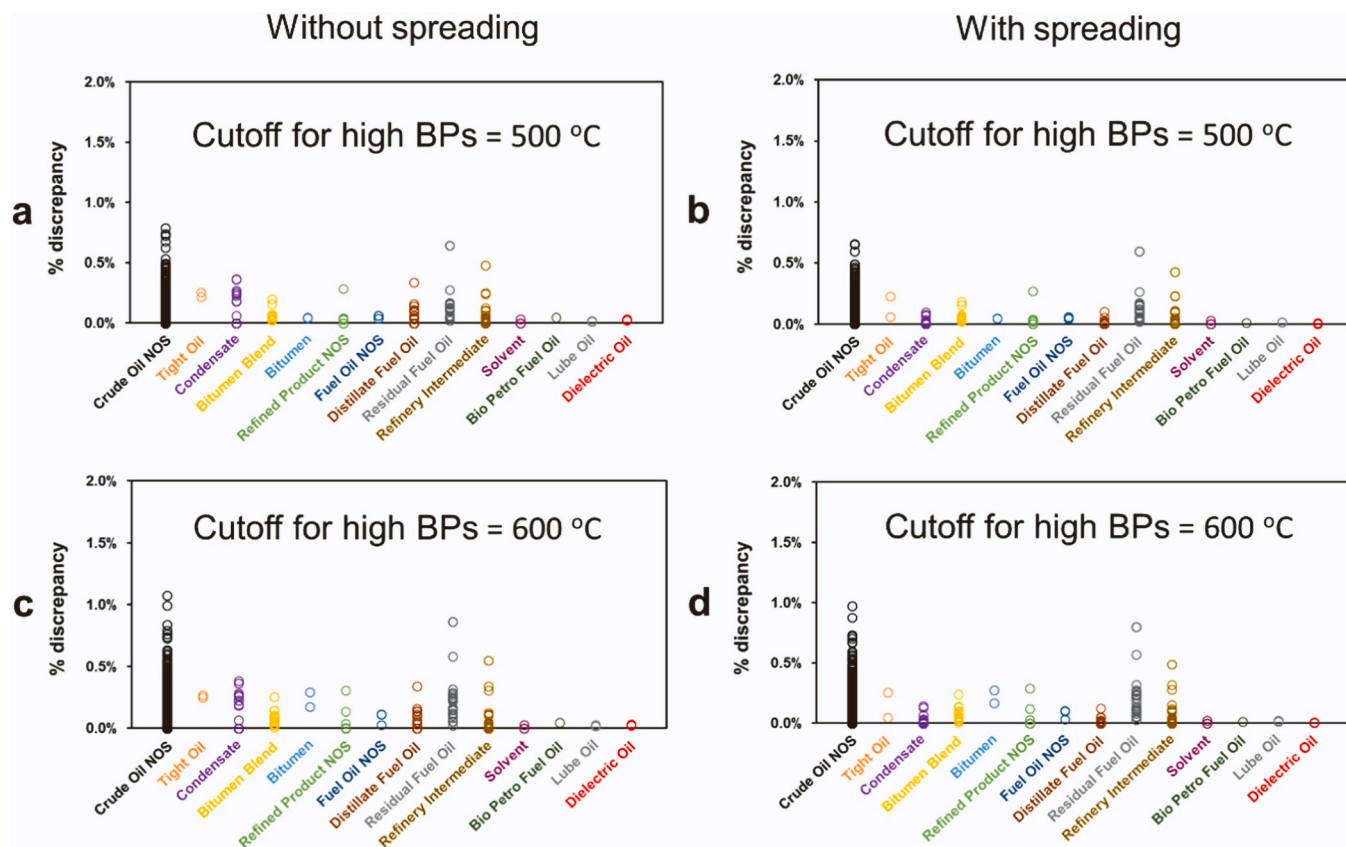 Without spreading
With spreading
a
% discrepancy
2.0%
1.5%
1.0%
0.5%
0.0%
Cutoff for high BPs = 500 °C
Crude Oil NOS
Tight Oil
Condensate
Bitumen Blend
Bitumen
Refined Product NOS
Fuel Oil NOS
Distillate Fuel Oil
Residual Fuel Oil
Refinery Intermediate
Solvent
Bio Petro Fuel Oil
Lube Oil
Dielectric Oil
b
% discrepancy
2.0%
1.5%
1.0%
0.5%
0.0%
Cutoff for high BPs = 500 °C
Crude Oil NOS
Tight Oil
Condensate
Bitumen Blend
Bitumen
Refined Product NOS
Fuel Oil NOS
Distillate Fuel Oil
Residual Fuel Oil
Refinery Intermediate
Solvent
Bio Petro Fuel Oil
Lube Oil
Dielectric Oil
c
% discrepancy
2.0%
1.5%
1.0%
0.5%
0.0%
Cutoff for high BPs = 600 °C
Crude Oil NOS
Tight Oil
Condensate
Bitumen Blend
Bitumen
Refined Product NOS
Fuel Oil NOS
Distillate Fuel Oil
Residual Fuel Oil
Refinery Intermediate
Solvent
Bio Petro Fuel Oil
Lube Oil
Dielectric Oil
d
% discrepancy
2.0%
1.5%
1.0%
0.5%
0.0%
Cutoff for high BPs = 600 °C
Crude Oil NOS
Tight Oil
Condensate
Bitumen Blend
Bitumen
Refined Product NOS
Fuel Oil NOS
Distillate Fuel Oil
Residual Fuel Oil
Refinery Intermediate
Solvent
Bio Petro Fuel Oil
Lube Oil
Dielectric Oil